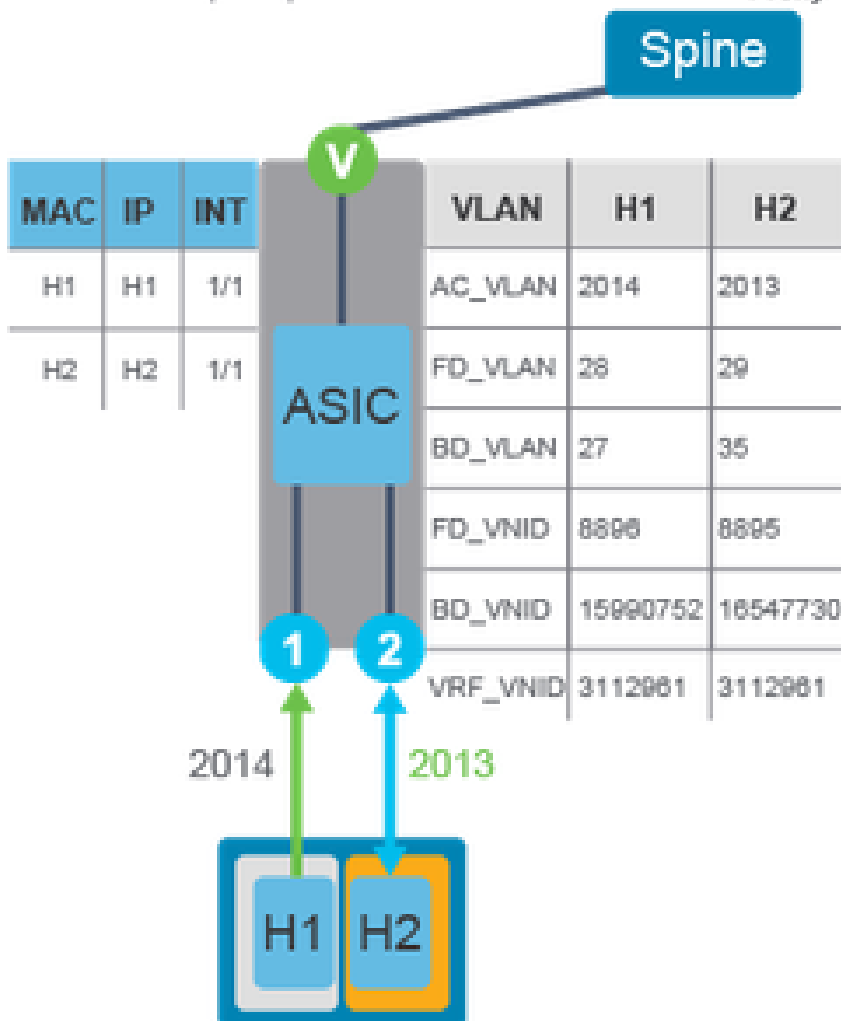 Spine
V
MAC IP INT
H1 H1 1/1
H2 H2 1/1
ASIC
VLAN H1 H2
AC_VLAN 2014 2013
FD_VLAN 28 29
BD_VLAN 27 35
FD_VNID 8896 8895
BD_VNID 15990752 16547730
VRF_VNID 3112961 3112961
1 2
2014 2013
H1 H2